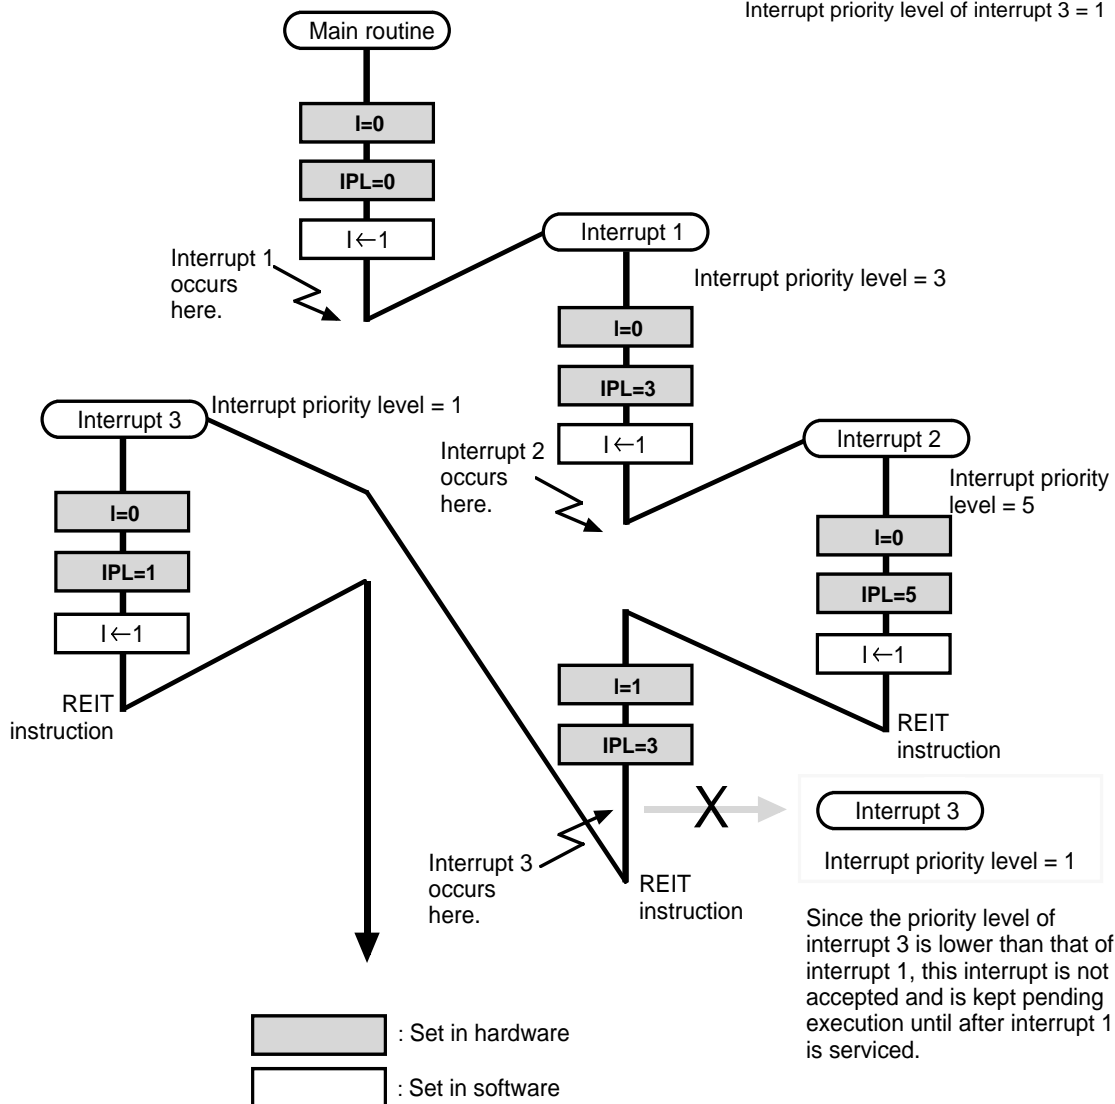 Interrupt priority level of interrupt 3 = 1
Main routine
I=0
IPL=0
I←1
Interrupt 1
occurs
here.
Interrupt 1
Interrupt priority level = 3
I=0
IPL=3
I←1
Interrupt 2
occurs
here.
Interrupt 2
Interrupt priority
level = 5
I=0
IPL=5
I←1
REIT
instruction
I=1
IPL=3
Interrupt 3
occurs
here.
REIT
instruction
X
Interrupt 3
Interrupt priority level = 1
Since the priority level of
interrupt 3 is lower than that of
interrupt 1, this interrupt is not
accepted and is kept pending
execution until after interrupt 1
is serviced.
Interrupt 3
Interrupt priority level = 1
I=0
IPL=1
I←1
REIT
instruction
: Set in hardware
: Set in software